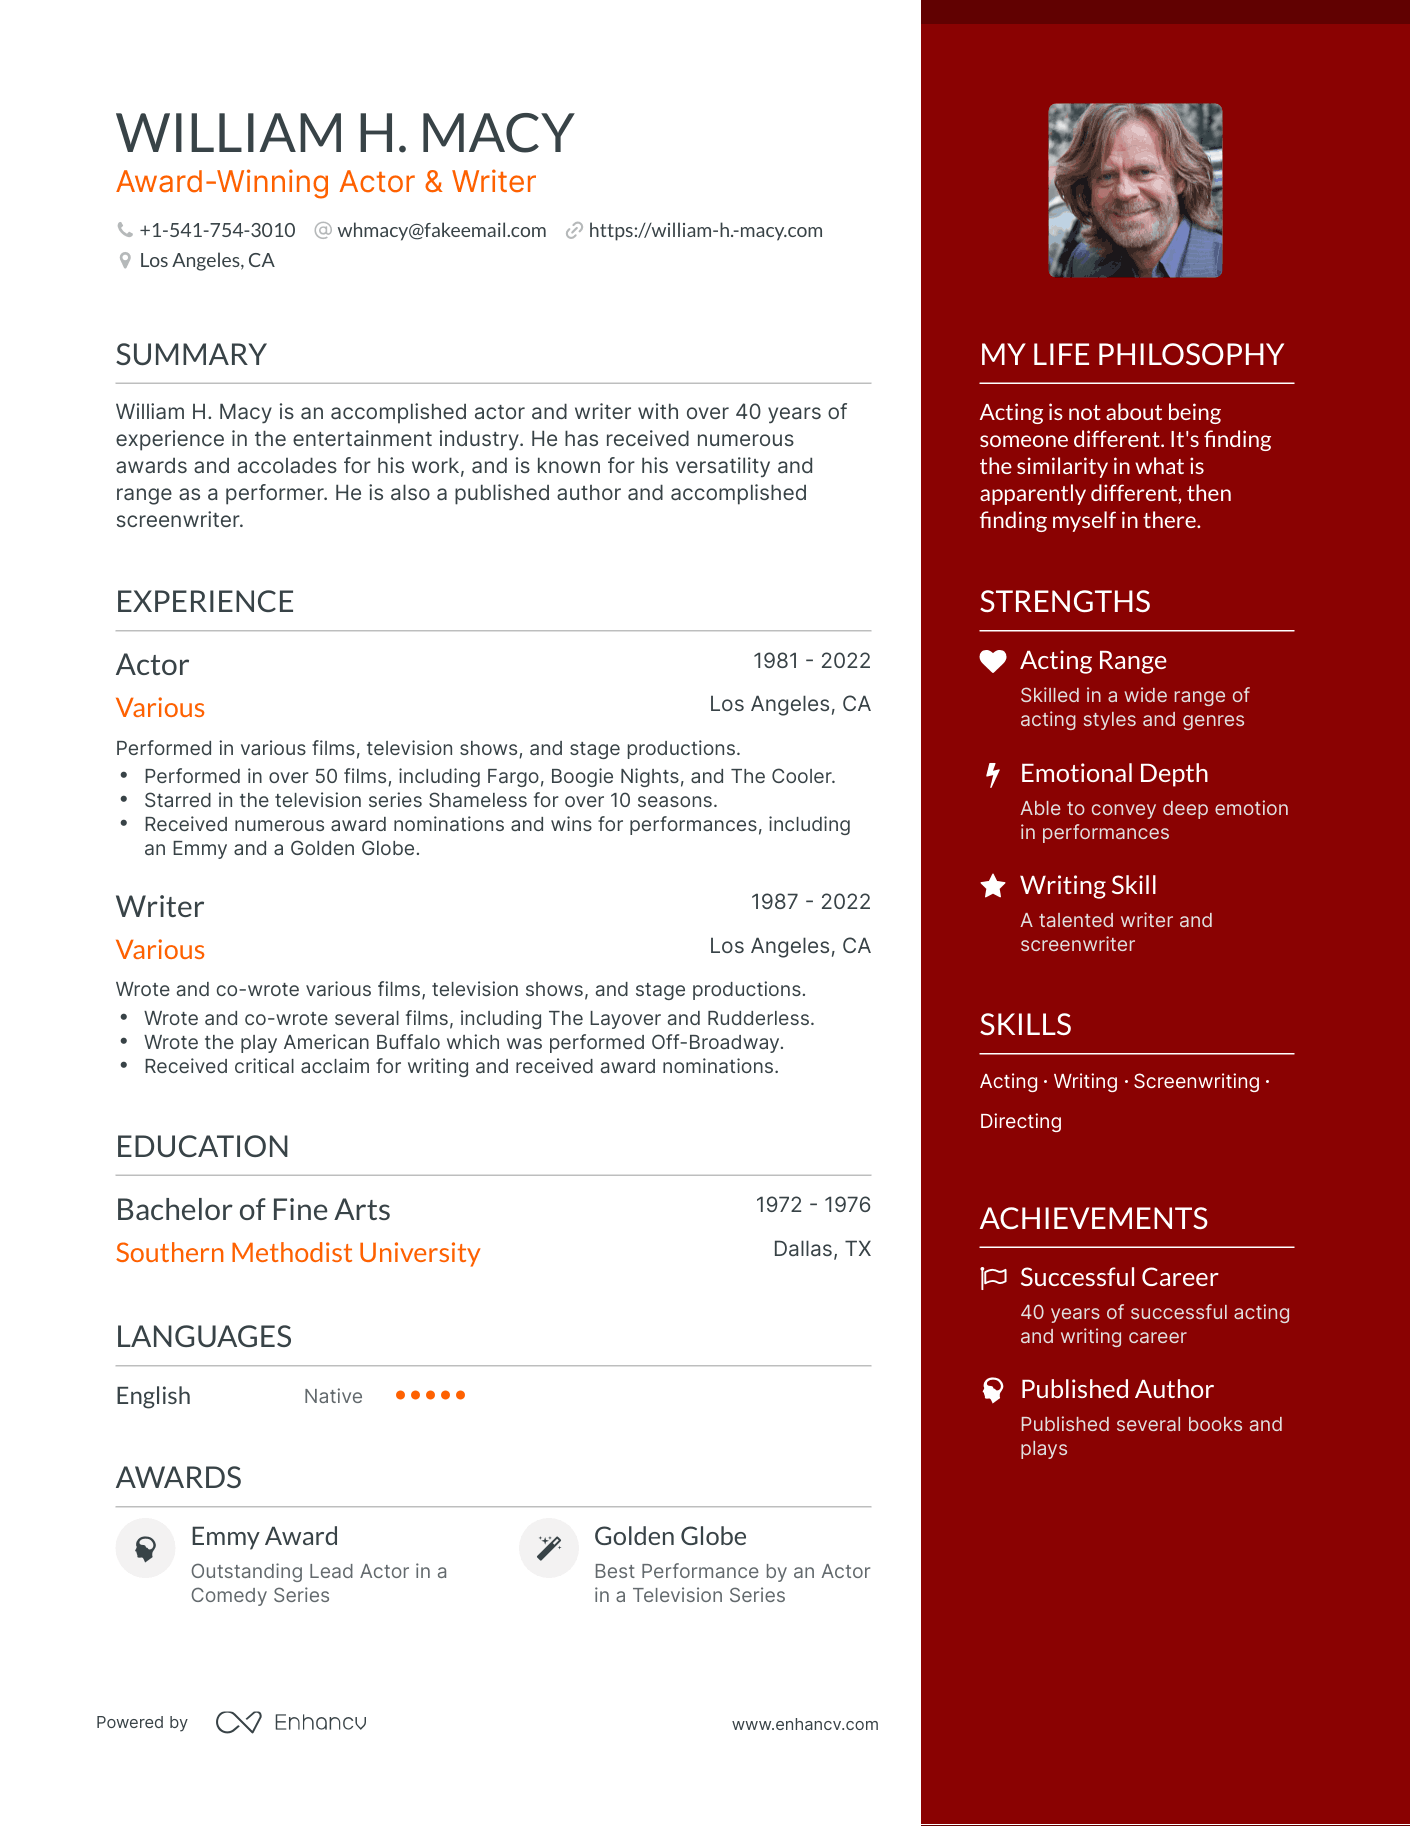 WILLIAM H. MACY
Award-Winning Actor & Writer
+1-541-754-3010 whmacy@fakeemail.com https://william-h.-macy.com
Los Angeles, CA
SUMMARY
William H. Macy is an accomplished actor and writer with over 40 years of
experience in the entertainment industry. He has received numerous
awards and accolades for his work, and is known for his versatility and
range as a performer. He is also a published author and accomplished
screenwriter.
EXPERIENCE
Actor 1981 - 2022
Various Los Angeles, CA
Performed in various films, television shows, and stage productions.
• Performed in over 50 films, including Fargo, Boogie Nights, and The Cooler.
• Starred in the television series Shameless for over 10 seasons.
• Received numerous award nominations and wins for performances, including
an Emmy and a Golden Globe.
Writer 1987 - 2022
Various Los Angeles, CA
Wrote and co-wrote various films, television shows, and stage productions.
• Wrote and co-wrote several films, including The Layover and Rudderless.
• Wrote the play American Buffalo which was performed Off-Broadway.
• Received critical acclaim for writing and received award nominations.
EDUCATION
Bachelor of Fine Arts 1972 - 1976
Southern Methodist University Dallas, TX
LANGUAGES
English Native
AWARDS
Emmy Award
Outstanding Lead Actor in a
Comedy Series
Golden Globe
Best Performance by an Actor
in a Television Series
MY LIFE PHILOSOPHY
Acting is not about being
someone different. It's finding
the similarity in what is
apparently different, then
finding myself in there.
STRENGTHS
Acting Range
Skilled in a wide range of
acting styles and genres
Emotional Depth
Able to convey deep emotion
in performances
Writing Skill
A talented writer and
screenwriter
SKILLS
Acting · Writing · Screenwriting ·
Directing
ACHIEVEMENTS
Successful Career
40 years of successful acting
and writing career
Published Author
Published several books and
plays
Powered by Enhancv www.enhancv.com